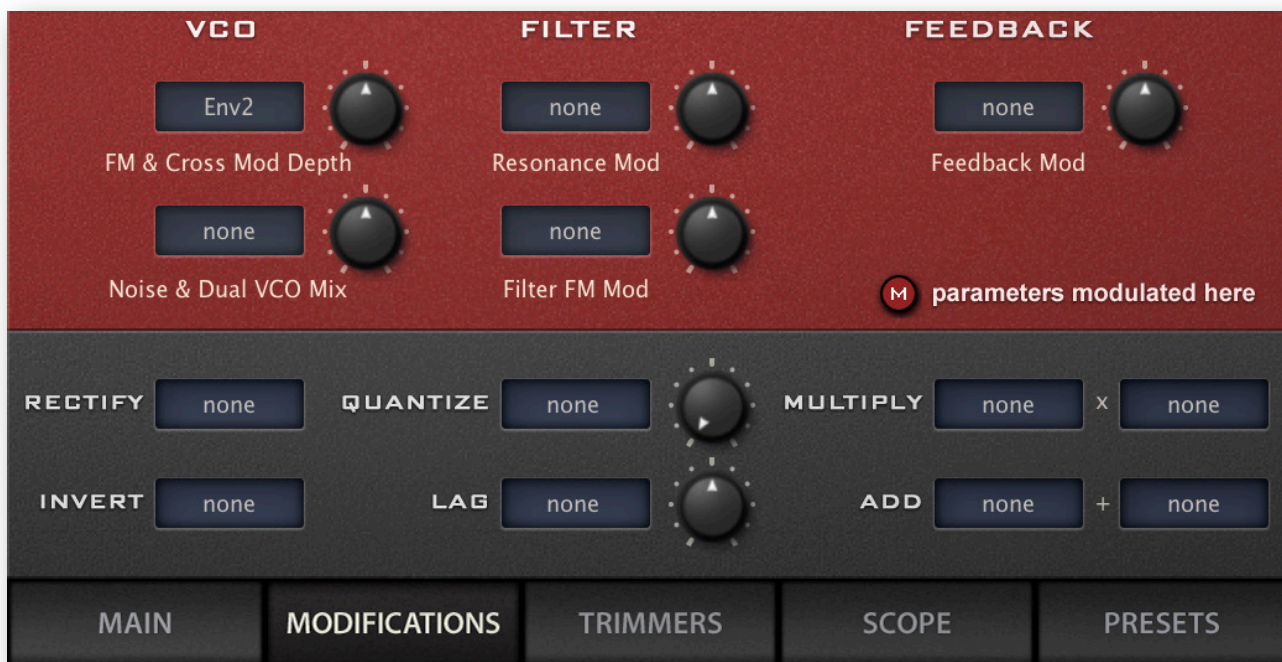 VCO FILTER FEEDBACK
Env2 none none
FM & Cross Mod Depth Resonance Mod Feedback Mod
none none
Noise & Dual VCO Mix Filter FM Mod
M parameters modulated here
RECTIFY none QUANTIZE none MULTIPLY none x none
INVERT none LAG none ADD none + none
MAIN MODIFICATIONS TRIMMERS SCOPE PRESETS